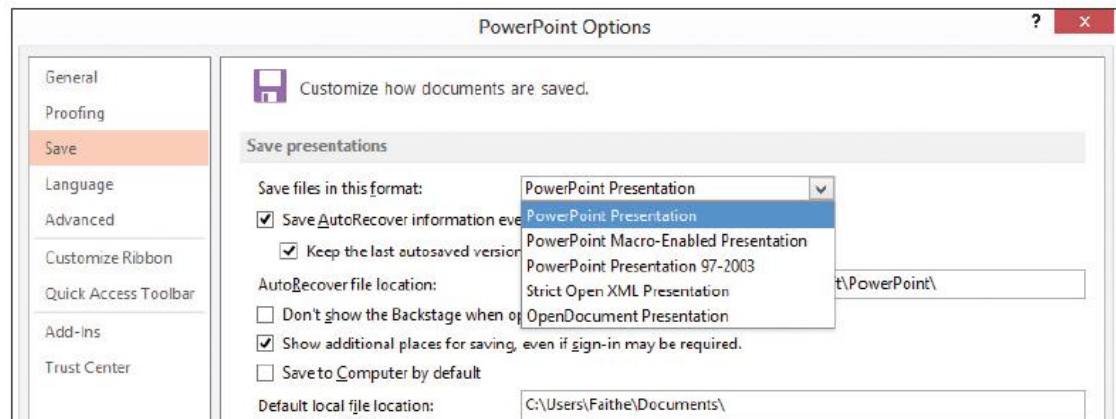 PowerPoint Options
? x
General
Proofing
Save
Language
Advanced
Customize Ribbon
Quick Access Toolbar
Add-Ins
Trust Center
Customize how documents are saved.
Save presentations
Save files in this format: PowerPoint Presentation
PowerPoint Presentation
PowerPoint Macro-Enabled Presentation
PowerPoint Presentation 97-2003
Strict Open XML Presentation
OpenDocument Presentation
Save AutoRecover information eve
Keep the last autosaved version
AutoRecover file location: t\PowerPoint\
Don't show the Backstage when op
Show additional places for saving, even if sign-in may be required.
Save to Computer by default
Default local file location: C:\Users\Faithe\Documents\